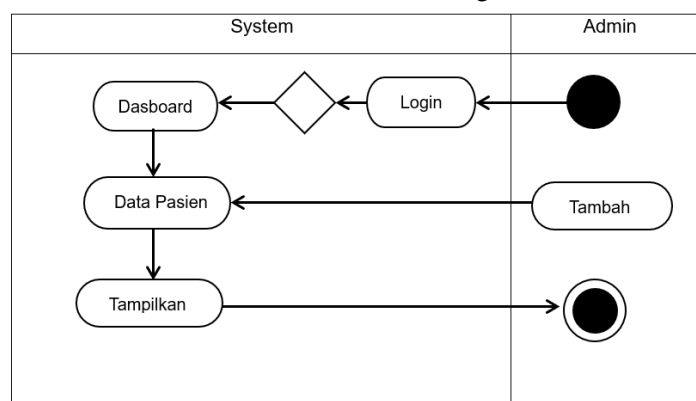 System
Admin
Dasboard
Login
Data Pasien
Tambah
Tampilkan